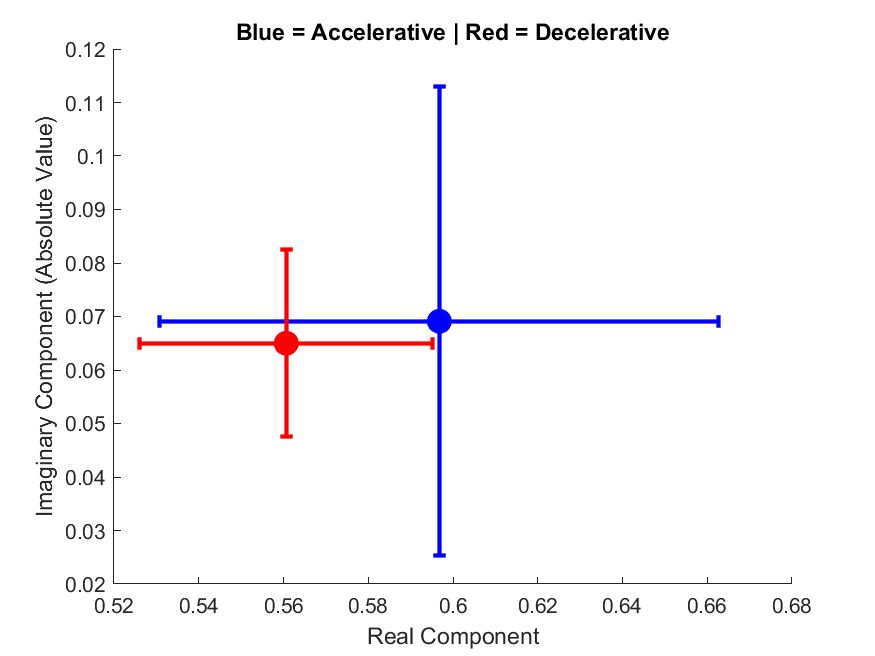 Blue = Accelerative | Red = Decelerative
0.12
0.11
0.1
0.09
0.08
0.07
0.06
0.05
0.04
0.03
0.02
Imaginary Component (Absolute Value)
0.52 0.54 0.56 0.58 0.6 0.62 0.64 0.66 0.68
Real Component